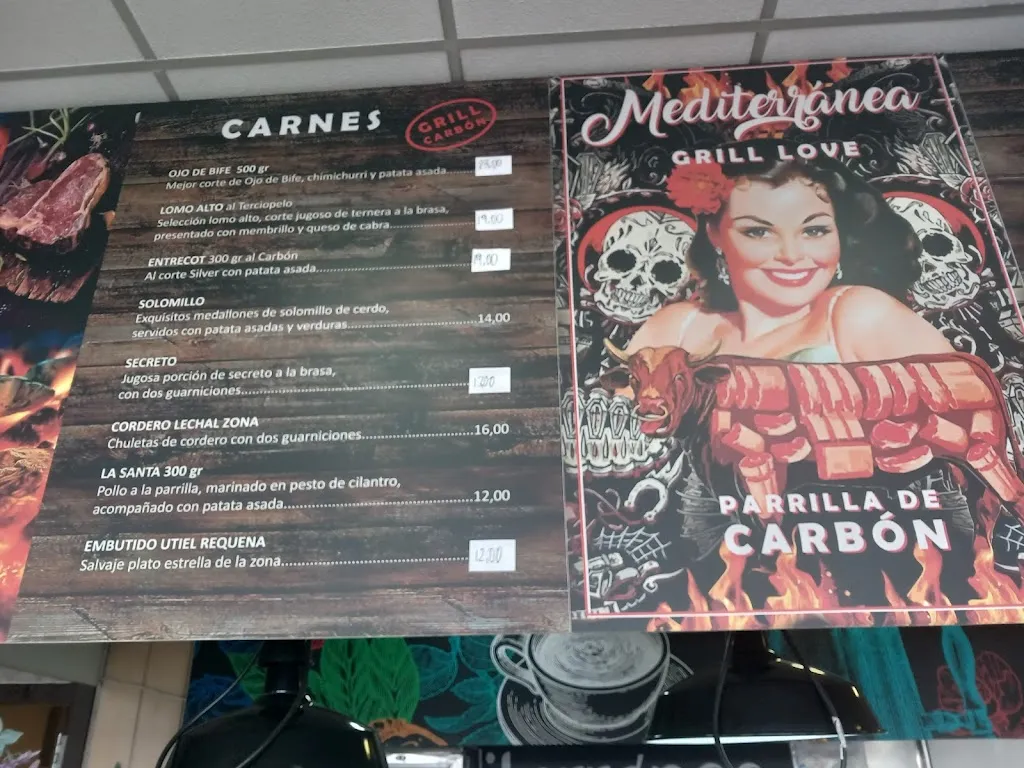 CARNES
GRILL
CARBÓN
OJO DE BIFE 500 gr
Mejor corte de Ojo de Bife, chimichurri y patata asada
LOMO ALTO al Terciopelo
Selección lomo alto, corte jugoso de ternera a la brasa,
presentado con membrillo y queso de cabra 19.00
ENTRECOT 300 gr al Carbón
Al corte Silver con patata asada 19.00
SOLOMILLO
Exquisitos medallones de solomillo de cerdo,
servidos con patata asadas y verduras 14,00
SECRETO
Jugosa porción de secreto a la brasa,
con dos guarniciones
CORDERO LECHAL ZONA
Chuletas de cordero con dos guarniciones 16,00
LA SANTA 300 gr
Pollo a la parrilla, marinado en pesto de cilantro,
acompañado con patata asada 12,00
EMBUTIDO UTIEL REQUENA
Salvaje plato estrella de la zona 12.00
Mediterránea
GRILL LOVE
PARRILLA DE
CARBÓN